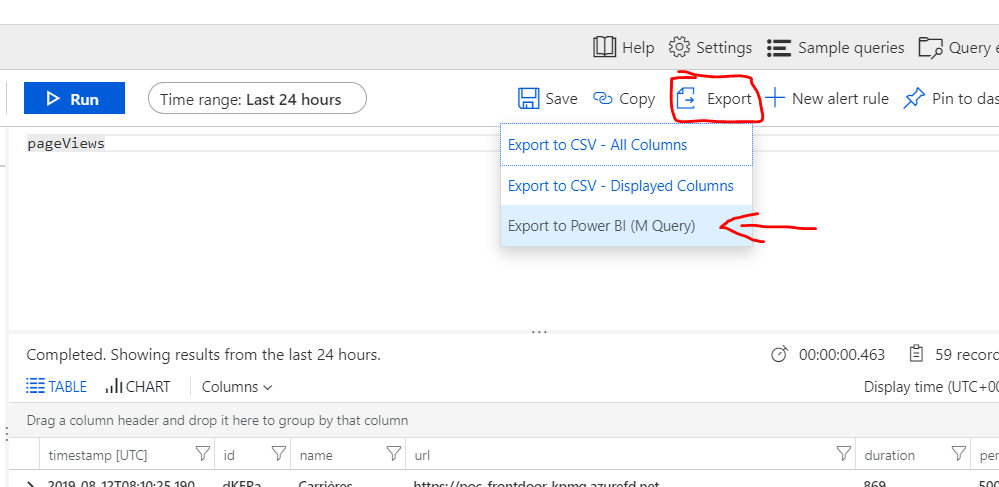 Help Settings Sample queries Query e
Run Time range: Last 24 hours Save Copy Export New alert rule Pin to das
pageViews
Export to CSV - All Columns
Export to CSV - Displayed Columns
Export to Power BI (M Query)
...
Completed. Showing results from the last 24 hours. 00:00:00.463 59 record
TABLE CHART Columns Display time (UTC+00
Drag a column header and drop it here to group by that column
timestamp [UTC] id name url duration per
2019-08-12T08:10:25.190 dKEPa Carrières https://poc-frontdoor-kpmg.azurefd.net 869 500